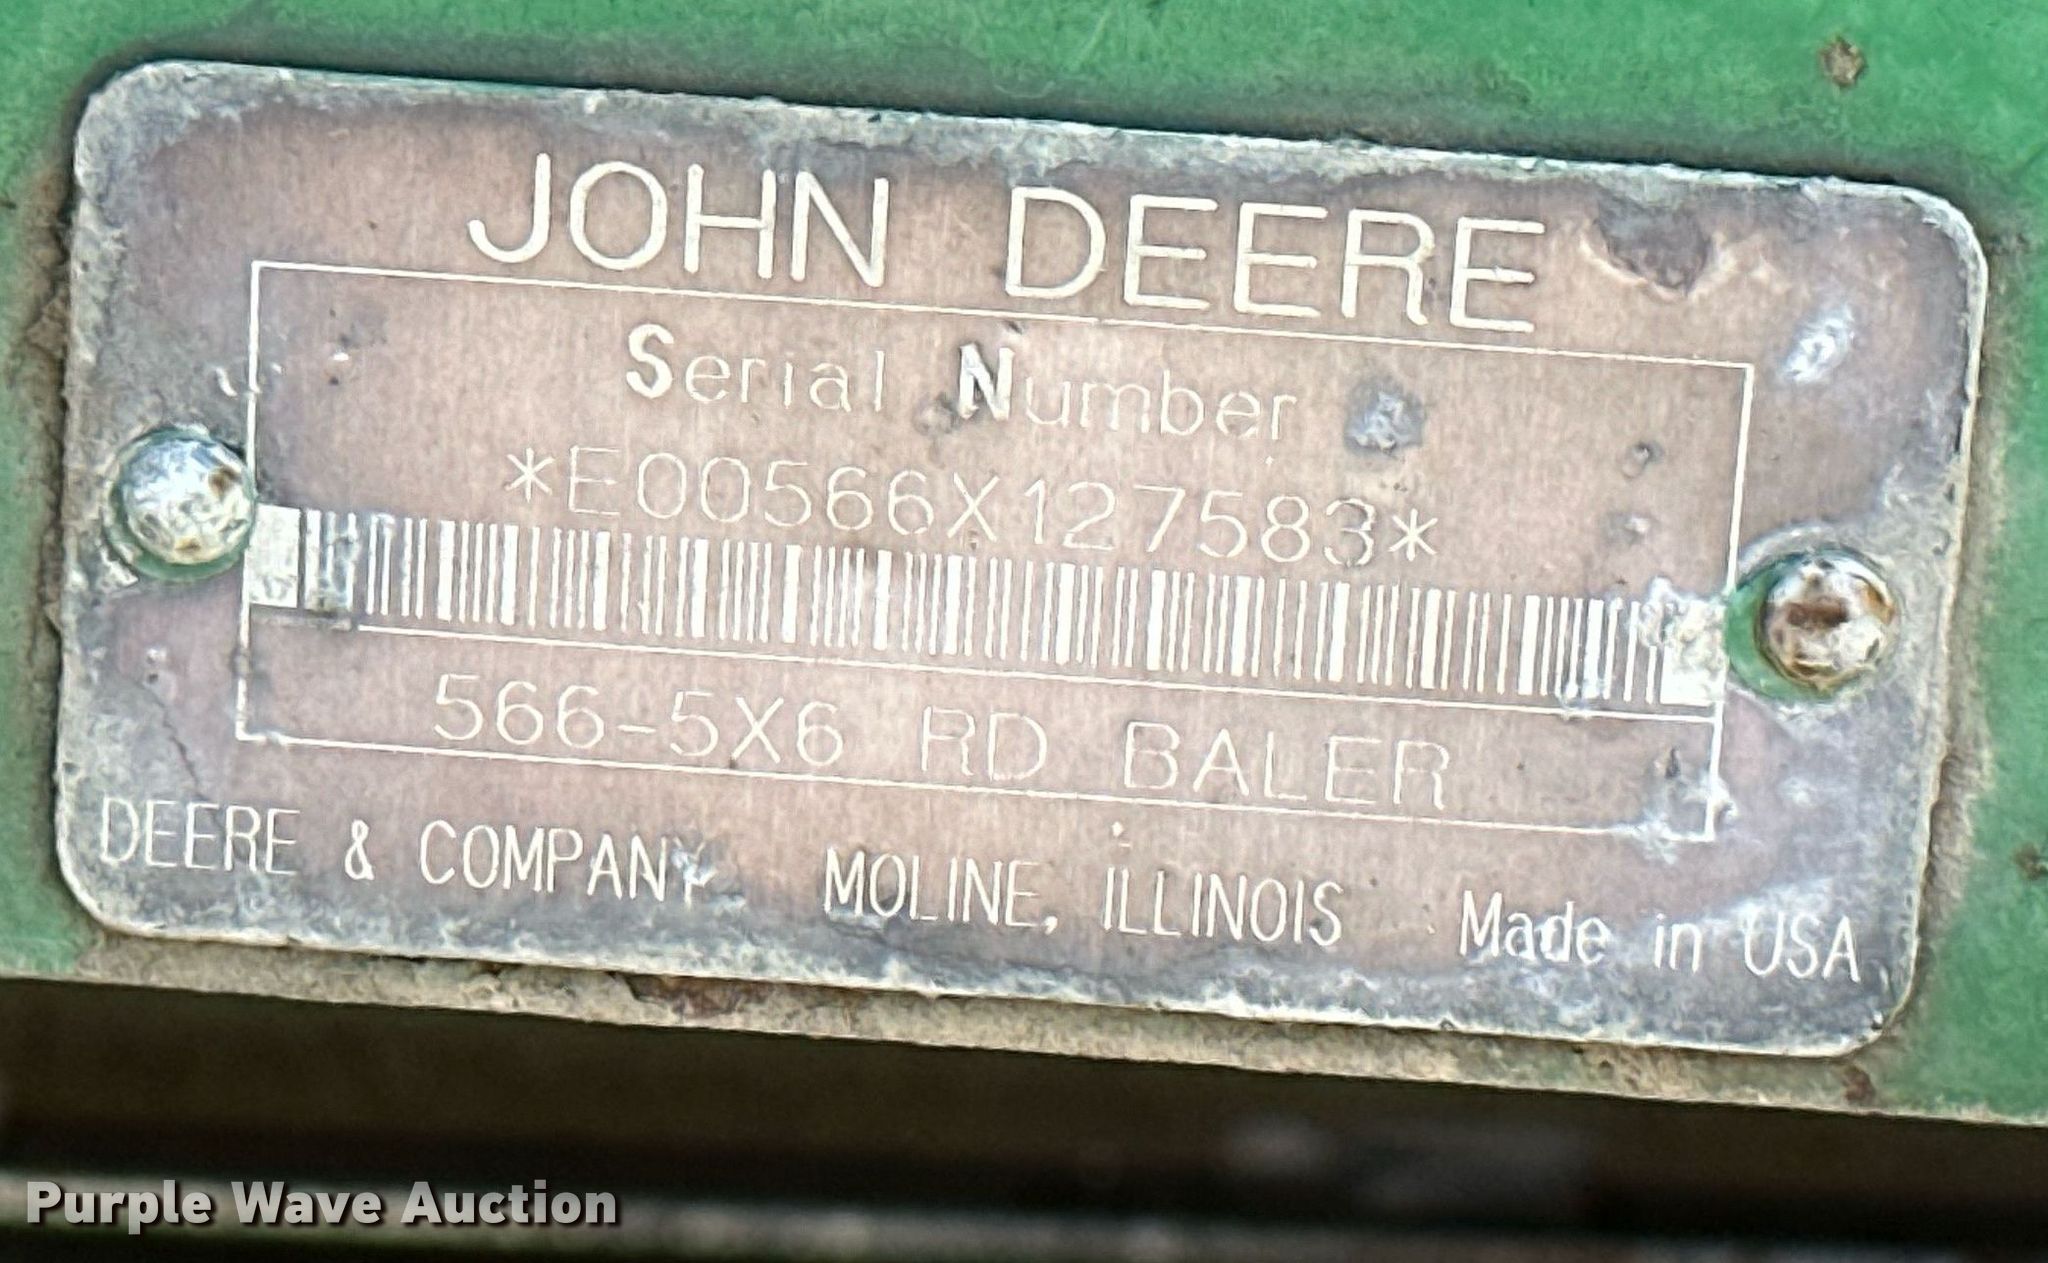 JOHN DEERE
Serial Number
*E00566X127583*
566-5X6 RD BALER
DEERE & COMPANY MOLINE, ILLINOIS Made in USA
Purple Wave Auction